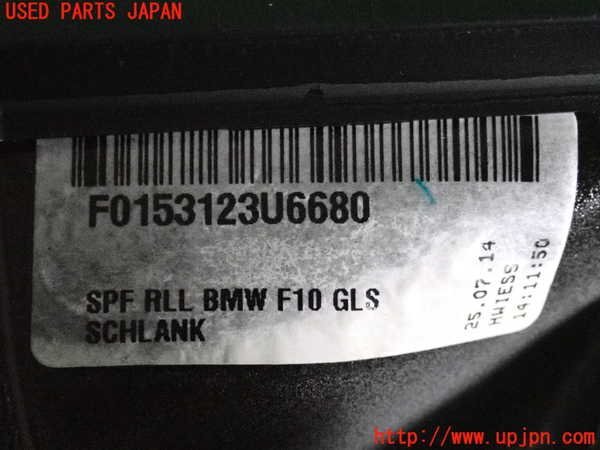 USED PARTS JAPAN
F0153123U6680
SPF RLL BMW F10 GLS
SCHLANK
25.07.14
HWIESS
14:11:50
http://www.upjpn.com/